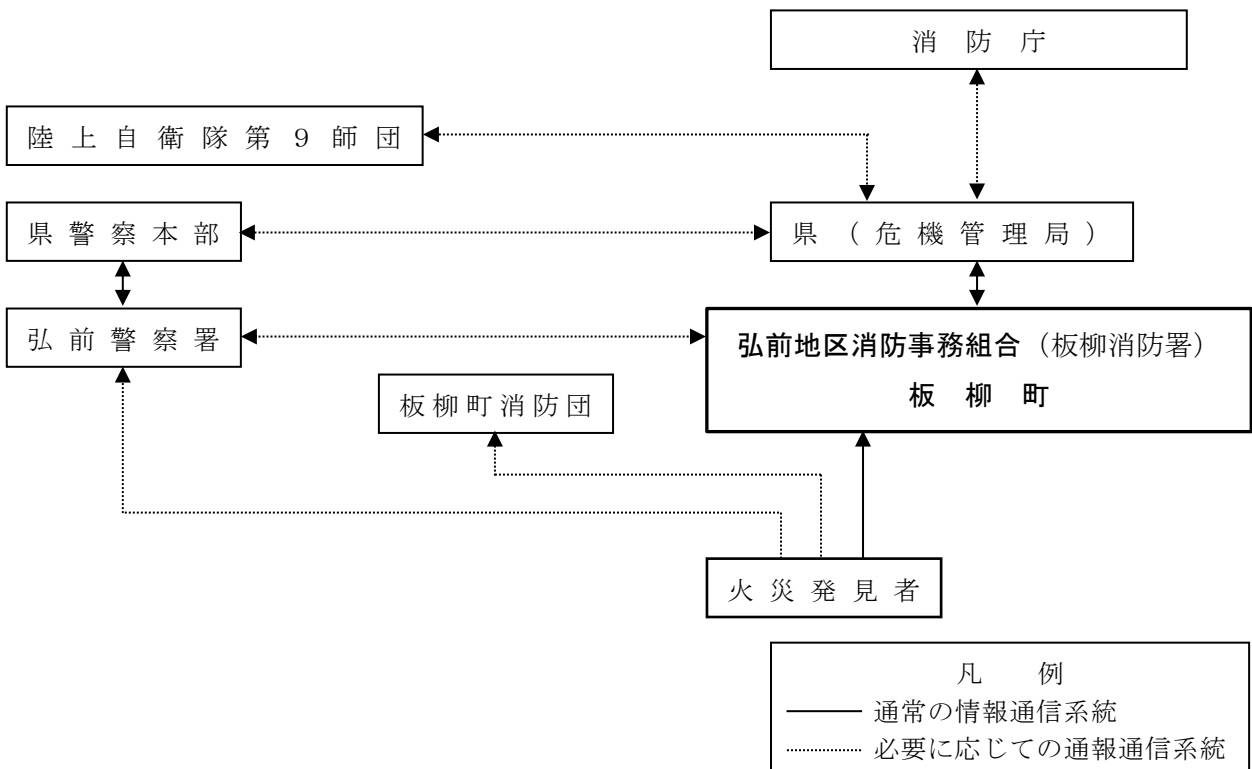 消防庁
陸上自衛隊第９師団
県警察本部
県（危機管理局）
弘前警察署
弘前地区消防事務組合（板柳消防署）
板柳町
板柳町消防団
火災発見者
凡例
通常の情報通信系統
必要に応じての通報通信系統